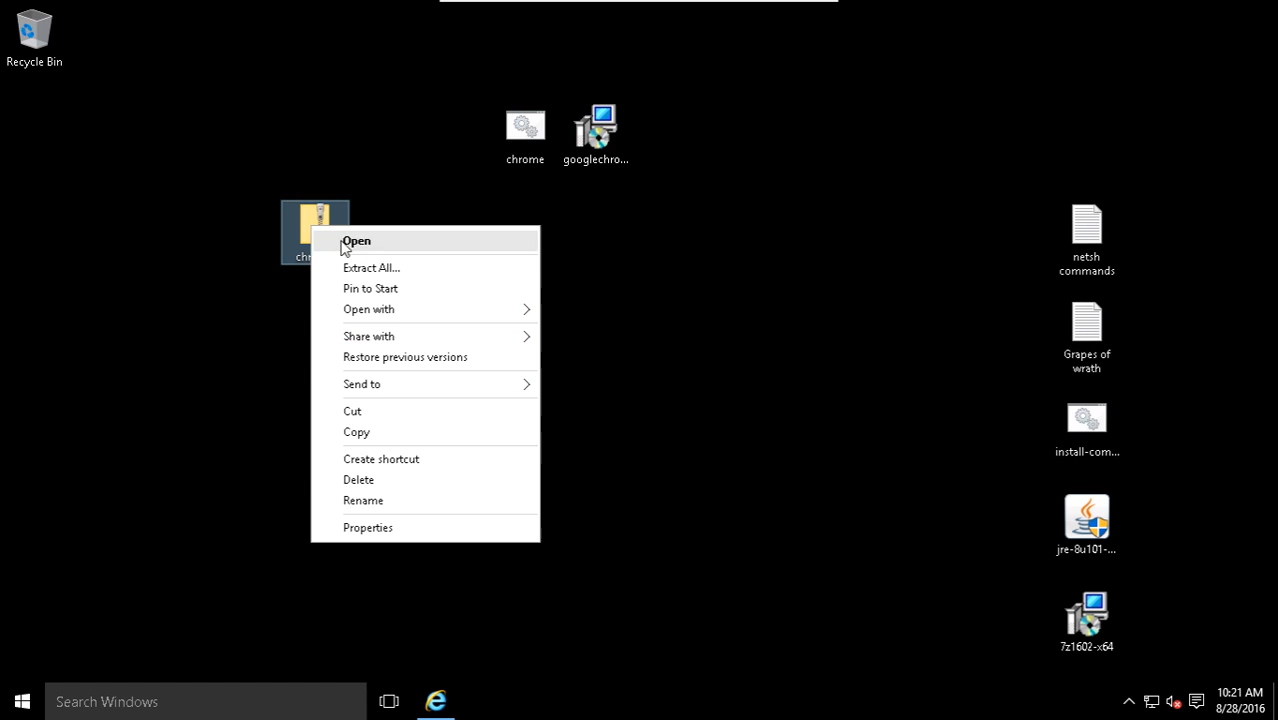 Recycle Bin
chrome
googlechro...
Open
Extract All...
Pin to Start
Open with
Share with
Restore previous versions
Send to
Cut
Copy
Create shortcut
Delete
Rename
Properties
netsh
commands
Grapes of
wrath
install-com...
jre-8u101-...
7z1602-x64
Search Windows
10:21 AM
8/28/2016